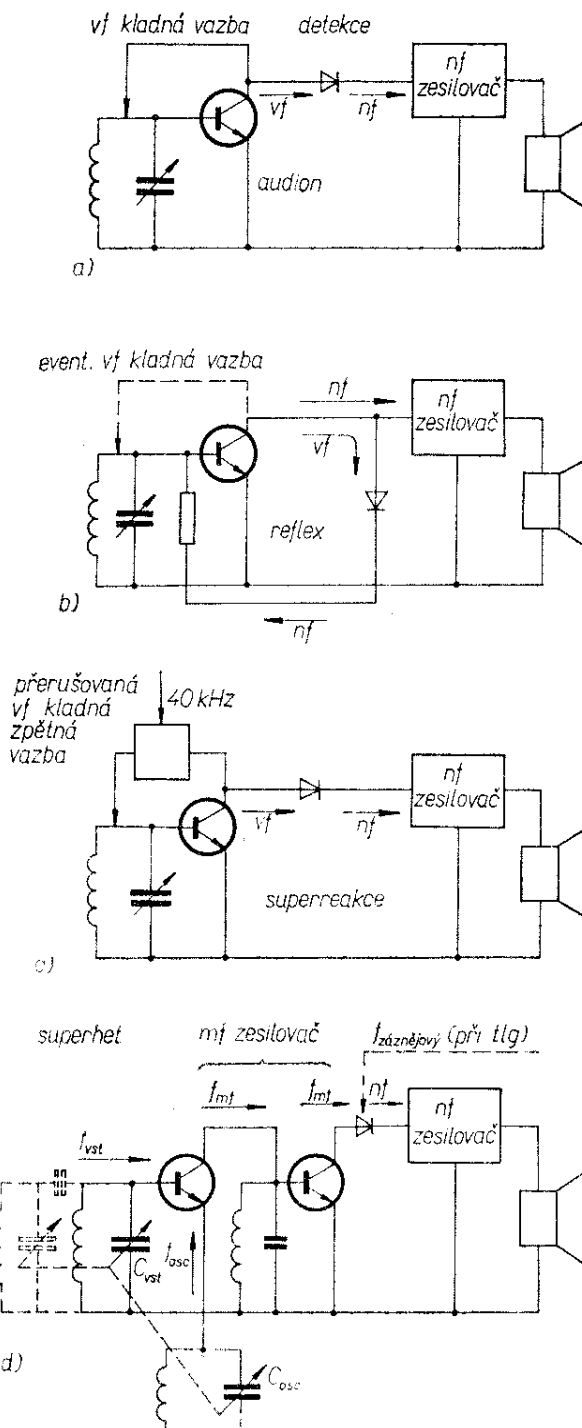 vf kladná vazba
detekce
nf
zesilovač
vf
nf
audion
a)
event. vf kladná vazba
nf
nf
zesilovač
vf
reflex
b)
nf
přerušovaná
vf kladná
zpětná
vazba
40 kHz
nf
zesilovač
vf
nf
superreakce
c)
superhet
mf zesilovač
fzáznějový (při tlg)
fmf
fmf
nf
nf
zesilovač
fvst
Cvst
fosc
d)
Cosc